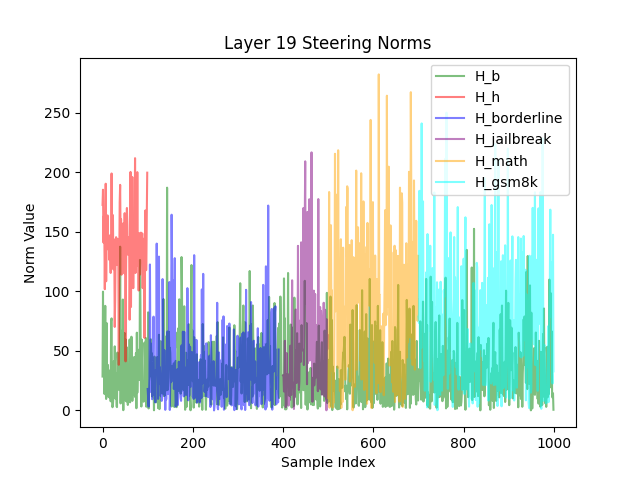 Layer 19 Steering Norms
Norm Value
250
200
150
100
50
0
H_b
H_h
H_borderline
H_jailbreak
H_math
H_gsm8k
0
200
400
600
800
1000
Sample Index